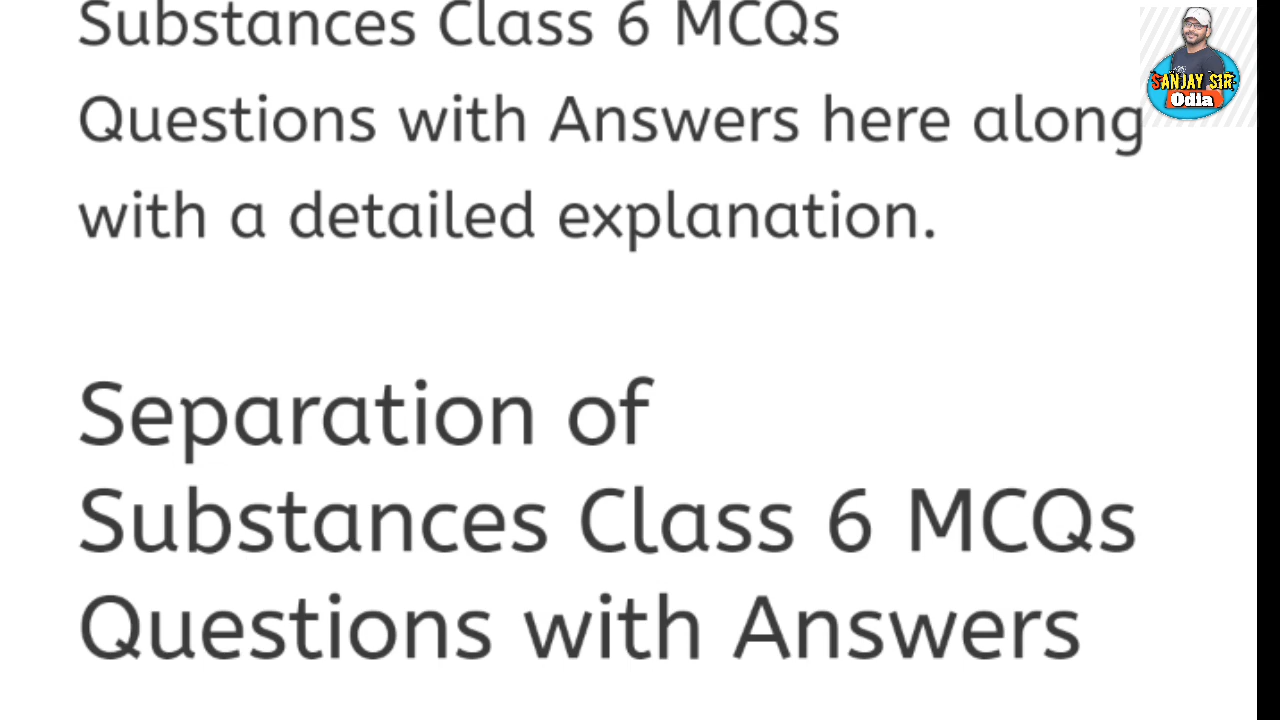 Substances Class 6 MCQs
SANJAY SIR
Odia
Questions with Answers here along
with a detailed explanation.
Separation of
Substances Class 6 MCQs
Questions with Answers